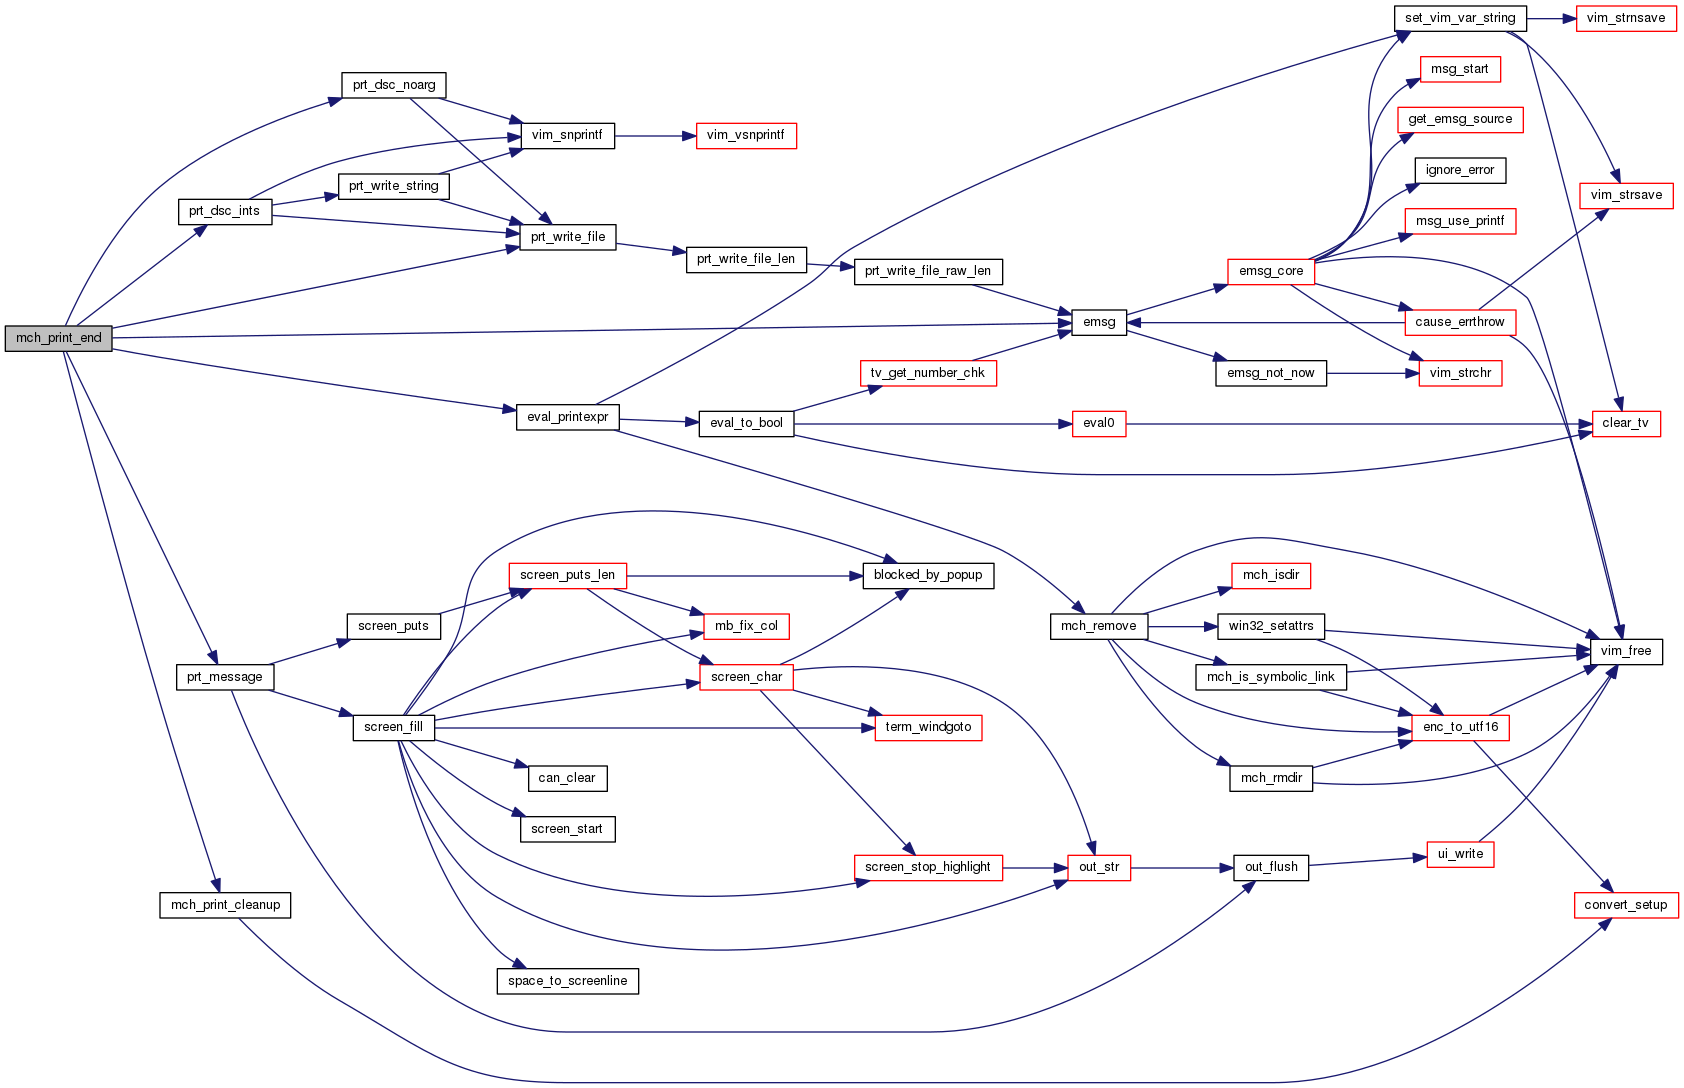 set_vim_var_string
vim_strnsave
msg_start
prt_dsc_noarg
get_emsg_source
vim_snprintf
vim_vsnprintf
ignore_error
prt_write_string
vim_strsave
prt_dsc_ints
msg_use_printf
prt_write_file
prt_write_file_len
prt_write_file_raw_len
emsg_core
emsg
cause_errthrow
mch_print_end
tv_get_number_chk
emsg_not_now
vim_strchr
eval_printexpr
eval_to_bool
eval0
clear_tv
screen_puts_len
blocked_by_popup
mch_isdir
screen_puts
mb_fix_col
mch_remove
win32_setattrs
vim_free
prt_message
screen_char
mch_is_symbolic_link
screen_fill
term_windgoto
enc_to_utf16
can_clear
mch_rmdir
screen_start
ui_write
screen_stop_highlight
out_str
out_flush
mch_print_cleanup
convert_setup
space_to_screenline